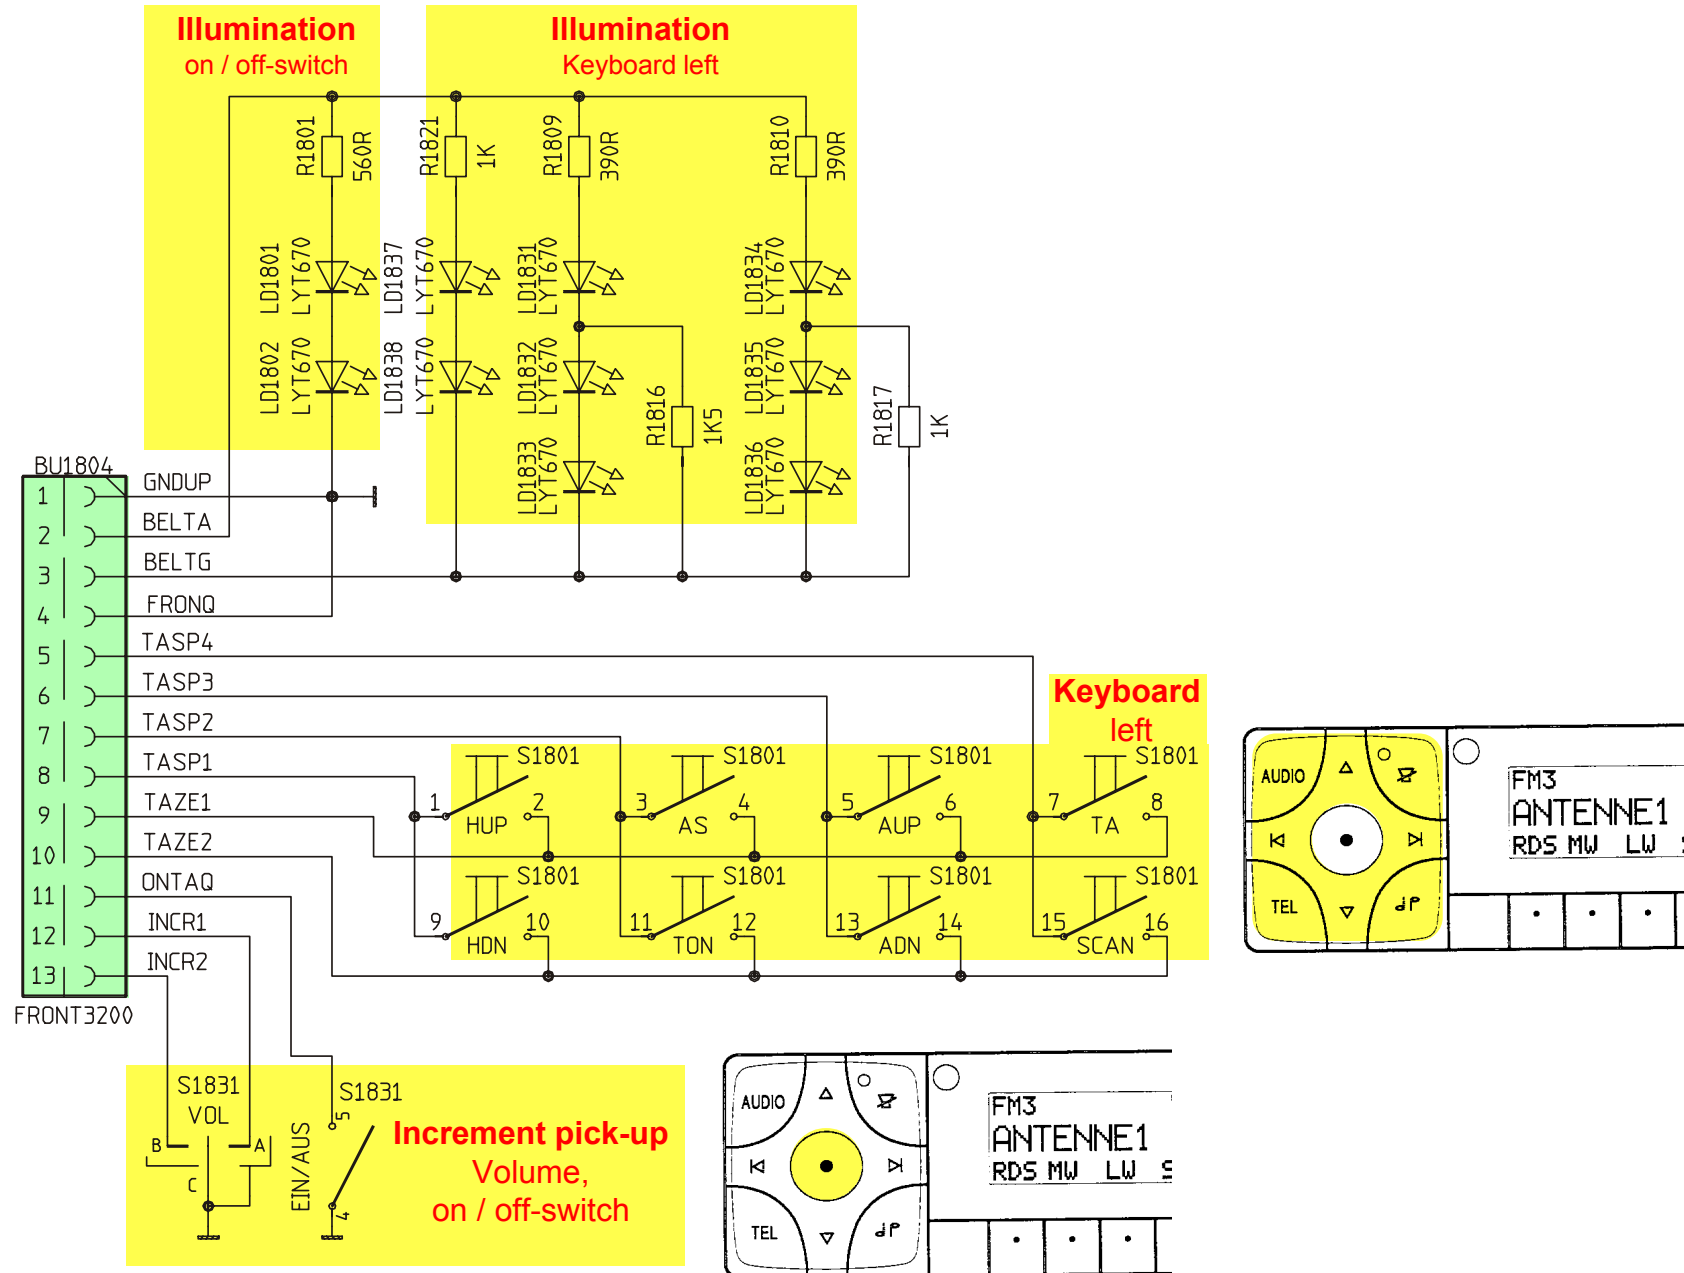 Illumination
on / off-switch
Illumination
Keyboard left
R1801
560R
R1821
1K
R1809
390R
R1810
390R
LD1801
LYT670
LD1837
LYT670
LD1831
LYT670
LD1834
LYT670
LD1802
LYT670
LD1838
LYT670
LD1832
LYT670
LD1835
LYT670
R1816
1K5
R1817
1K
LD1833
LYT670
LD1836
LYT670
BU1804
1 GNDUP
2 BELTA
3 BELTG
4 FRONQ
5 TASP4
6 TASP3
7 TASP2
8 TASP1
9 TAZE1
10 TAZE2
11 ONTAQ
12 INCR1
13 INCR2
FRONT3200
Keyboard
left
S1801 S1801 S1801 S1801
1 2 3 4 5 6 7 8
HUP AS AUP TA
S1801 S1801 S1801 S1801
9 10 11 12 13 14 15 16
HDN TON ADN SCAN
AUDIO
TEL
dP
FM3
ANTENNE1
RDS MW LW
S1831
VOL
B A
C
S1831
5
EIN/AUS
4
Increment pick-up
Volume,
on / off-switch
AUDIO
TEL
dP
FM3
ANTENNE1
RDS MW LW